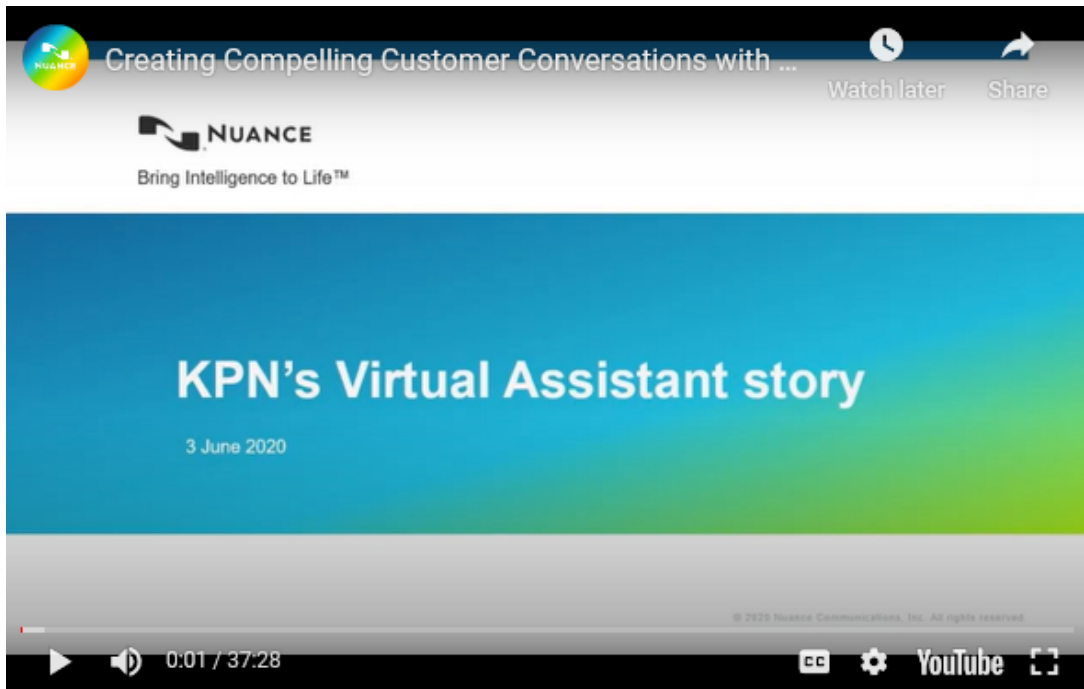 NUANCE
Creating Compelling Customer Conversations with ...
Watch later
Share
NUANCE
Bring Intelligence to Life™
KPN's Virtual Assistant story
3 June 2020
© 2020 Nuance Communications, Inc. All rights reserved
0:01 / 37:28
CC
YouTube